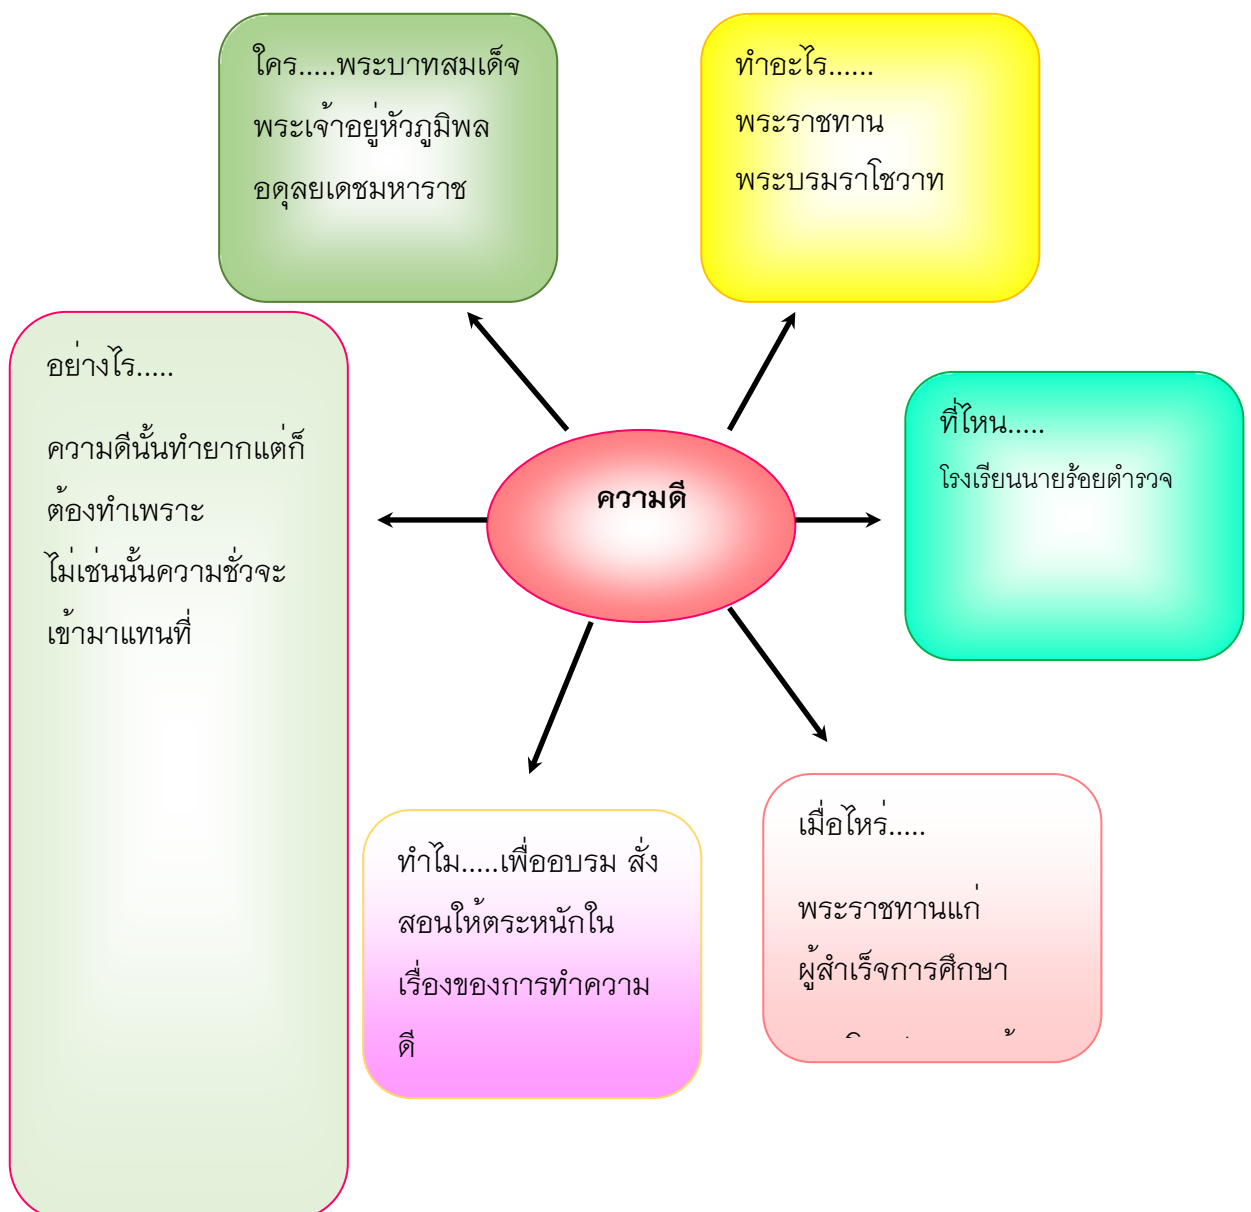 ใคร.....พระบาทสมเด็จ
พระเจ้าอยู่หัวภูมิพล
อดุลยเดชมหาราช
ทำอะไร......
พระราชทาน
พระบรมราโชวาท
อย่างไร.....
ความดีนั้นทำยากแต่ก็
ต้องทำเพราะ
ไม่เช่นนั้นความชั่วจะ
เข้ามาแทนที่
ความดี
ที่ไหน.....
โรงเรียนนายร้อยตำรวจ
ทำไม.....เพื่ออบรม สั่ง
สอนให้ตระหนักใน
เรื่องของการทำความ
ดี
เมื่อไหร่.....
พระราชทานแก่
ผู้สำเร็จการศึกษา